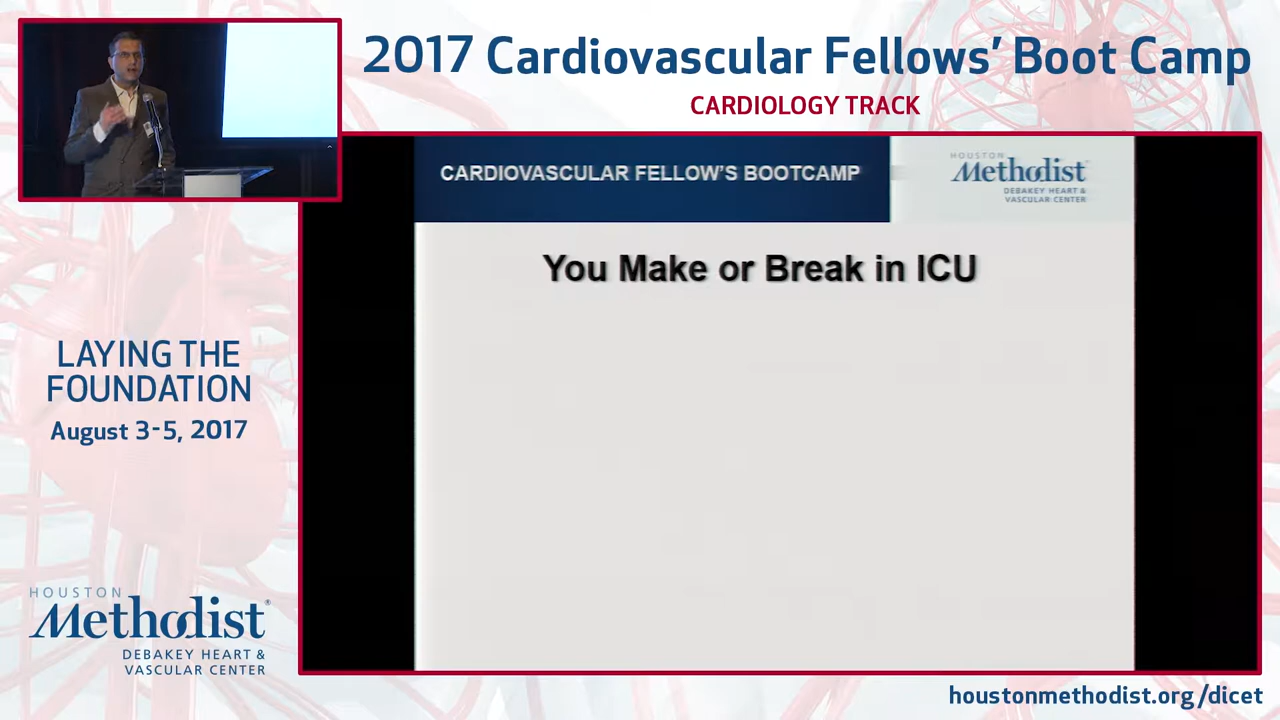 2017 Cardiovascular Fellows' Boot Camp
CARDIOLOGY TRACK
CARDIOVASCULAR FELLOW'S BOOTCAMP
HOUSTON
Methodist
DEBAKEY HEART &
VASCULAR CENTER
You Make or Break in ICU
LAYING THE
FOUNDATION
August 3-5, 2017
HOUSTON
Methodist®
DEBAKEY HEART &
VASCULAR CENTER
houstonmethodist.org/dicet